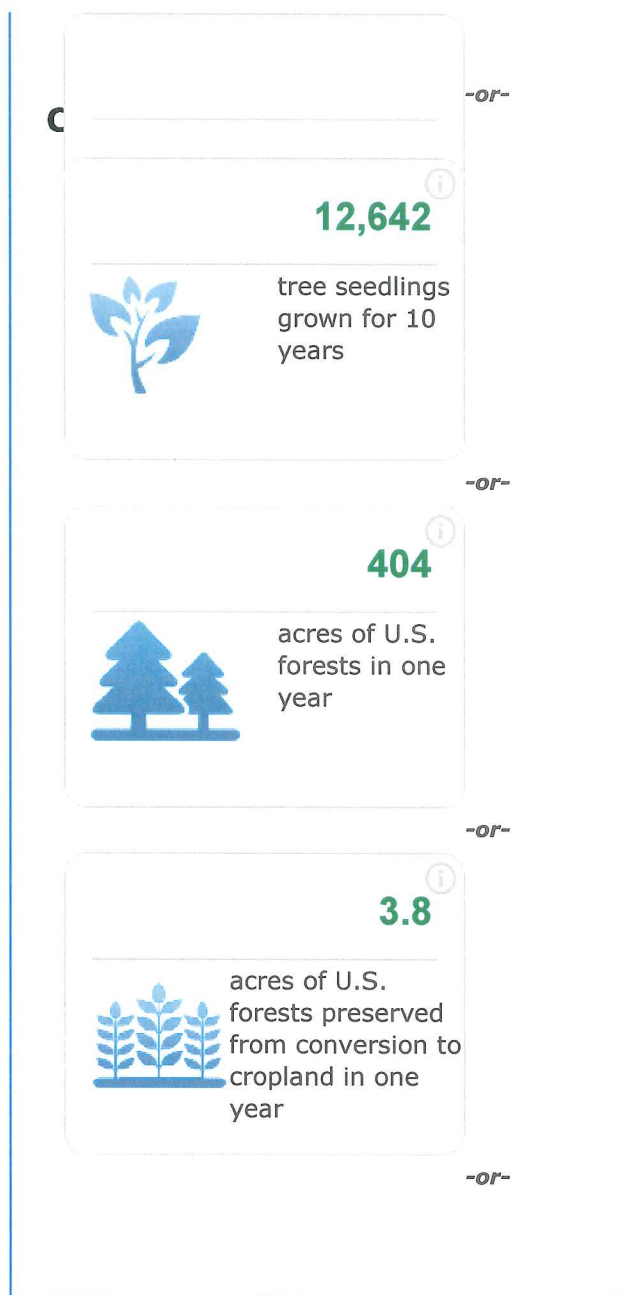 -or-
C
12,642
tree seedlings
grown for 10
years
-or-
404
acres of U.S.
forests in one
year
-or-
3.8
acres of U.S.
forests preserved
from conversion to
cropland in one
year
-or-